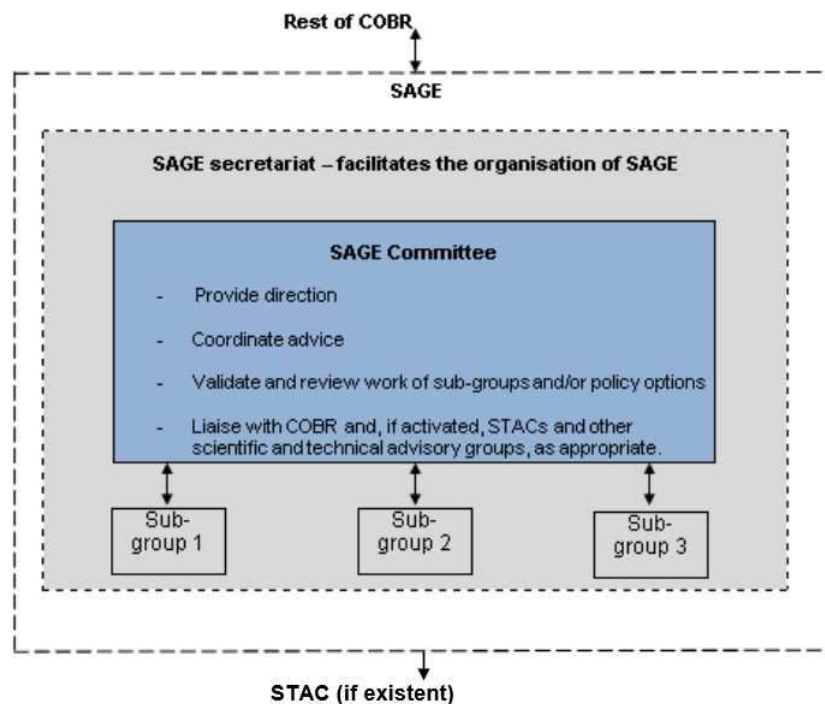 Rest of COBR
SAGE
SAGE secretariat – facilitates the organisation of SAGE
SAGE Committee
- Provide direction
- Coordinate advice
- Validate and review work of sub-groups and/or policy options
- Liaise with COBR and, if activated, STACs and other
scientific and technical advisory groups, as appropriate.
Sub-
group 1
Sub-
group 2
Sub-
group 3
STAC (if existent)